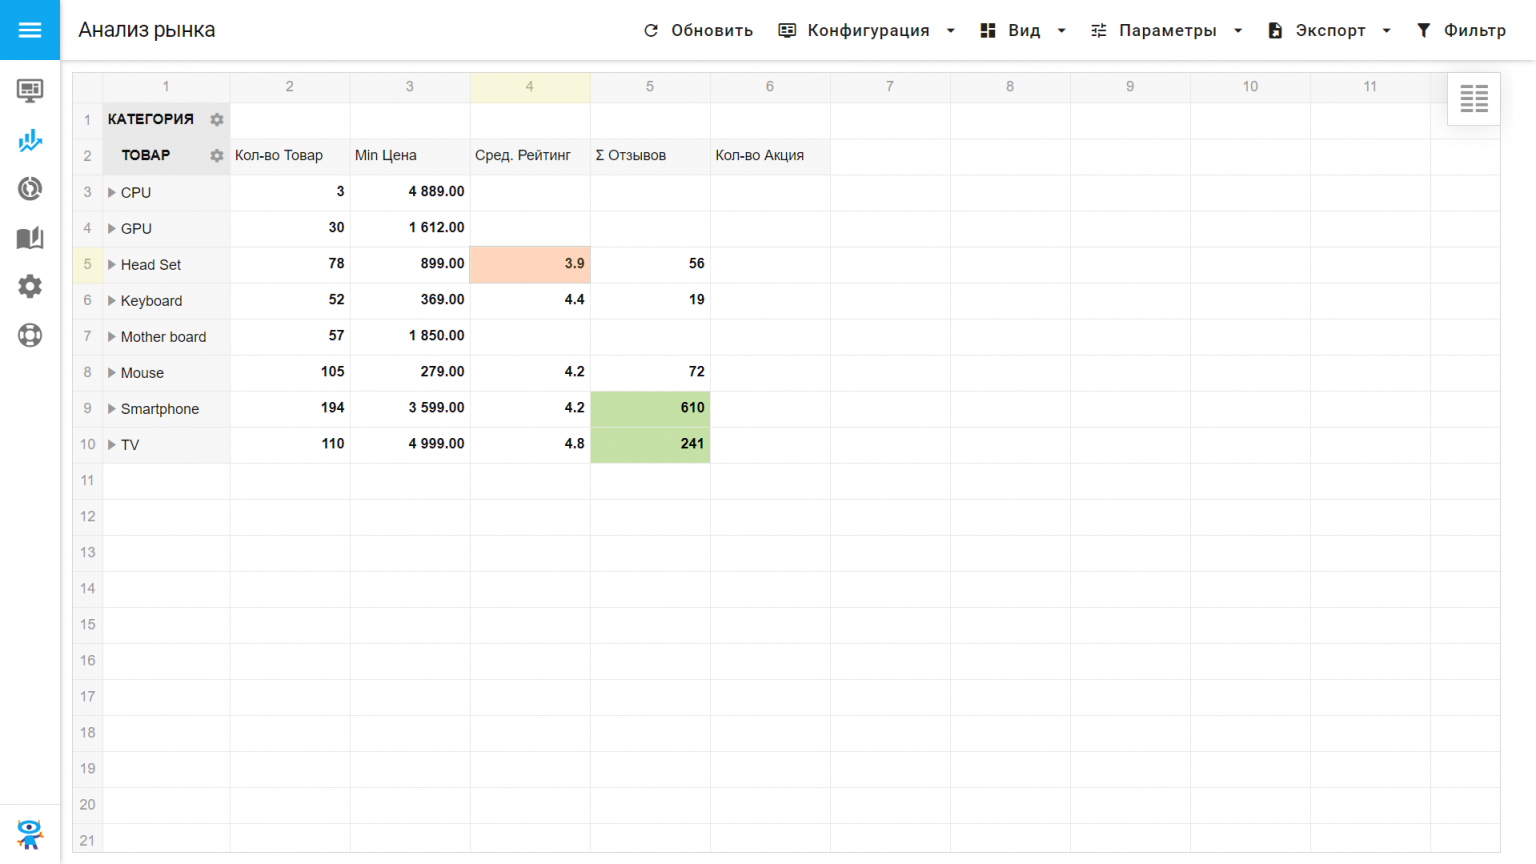 Анализ рынка
Обновить Конфигурация Вид Параметры Экспорт Фильтр
1 2 3 4 5 6 7 8 9 10 11
1 КАТЕГОРИЯ
2 ТОВАР Кол-во Товар Min Цена Сред. Рейтинг Σ Отзывов Кол-во Акция
3 CPU 3 4 889.00
4 GPU 30 1 612.00
5 Head Set 78 899.00 3.9 56
6 Keyboard 52 369.00 4.4 19
7 Mother board 57 1 850.00
8 Mouse 105 279.00 4.2 72
9 Smartphone 194 3 599.00 4.2 610
10 TV 110 4 999.00 4.8 241
11
12
13
14
15
16
17
18
19
20
21